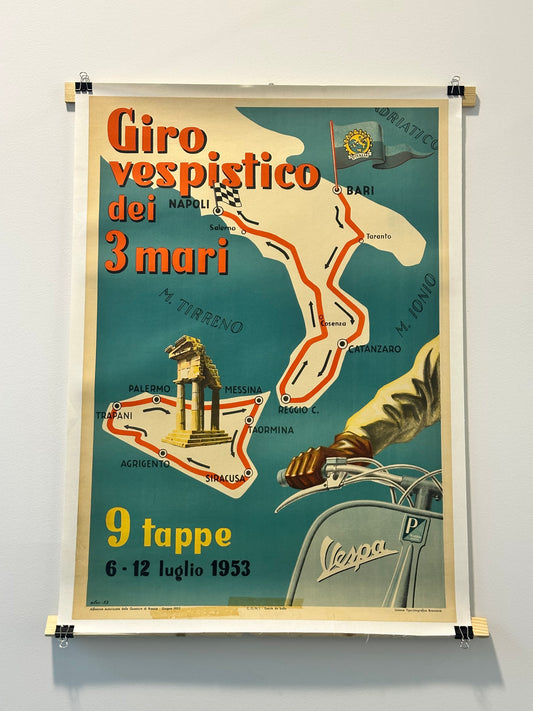 Giro
vespistico
dei
3 mari
ADRIATICO
BARI
NAPOLI
Salerno
Taranto
M. TIRRENO
M. IONIO
Cosenza
CATANZARO
PALERMO
MESSINA
REGGIO C.
TRAPANI
TAORMINA
AGRIGENTO
SIRACUSA
9 tappe
6-12 luglio 1953
P
Vespa